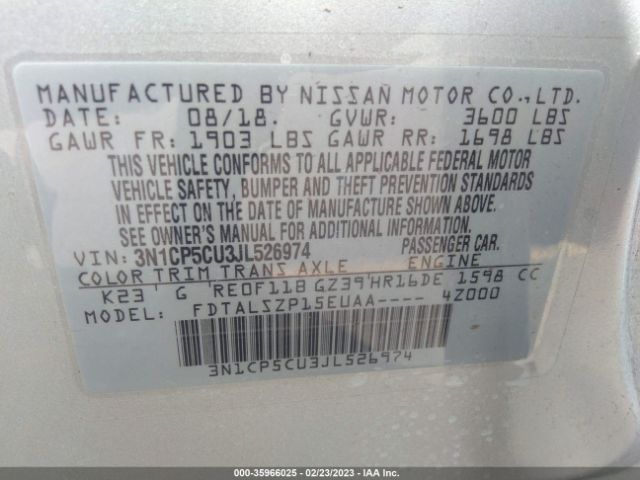 MANUFACTURED BY NISSAN MOTOR CO.,LTD.
DATE: 08/18. GVWR: 3600 LBS
GAWR FR: 1903 LBS GAWR RR: 1698 LBS
THIS VEHICLE CONFORMS TO ALL APPLICABLE FEDERAL MOTOR
VEHICLE SAFETY, BUMPER AND THEFT PREVENTION STANDARDS
IN EFFECT ON THE DATE OF MANUFACTURE SHOWN ABOVE.
SEE OWNER'S MANUAL FOR ADDITIONAL INFORMATION.
VIN: 3N1CP5CU3JL526974 PASSENGER CAR.
COLOR TRIM TRANS AXLE ENGINE
K23 G RE0F11B GZ39 HR16DE 1598 CC
MODEL: FDTALSZP15EUAA---- 4Z000
3N1CP5CU3JL526974
000-35966025 - 02/23/2023 - IAA Inc.